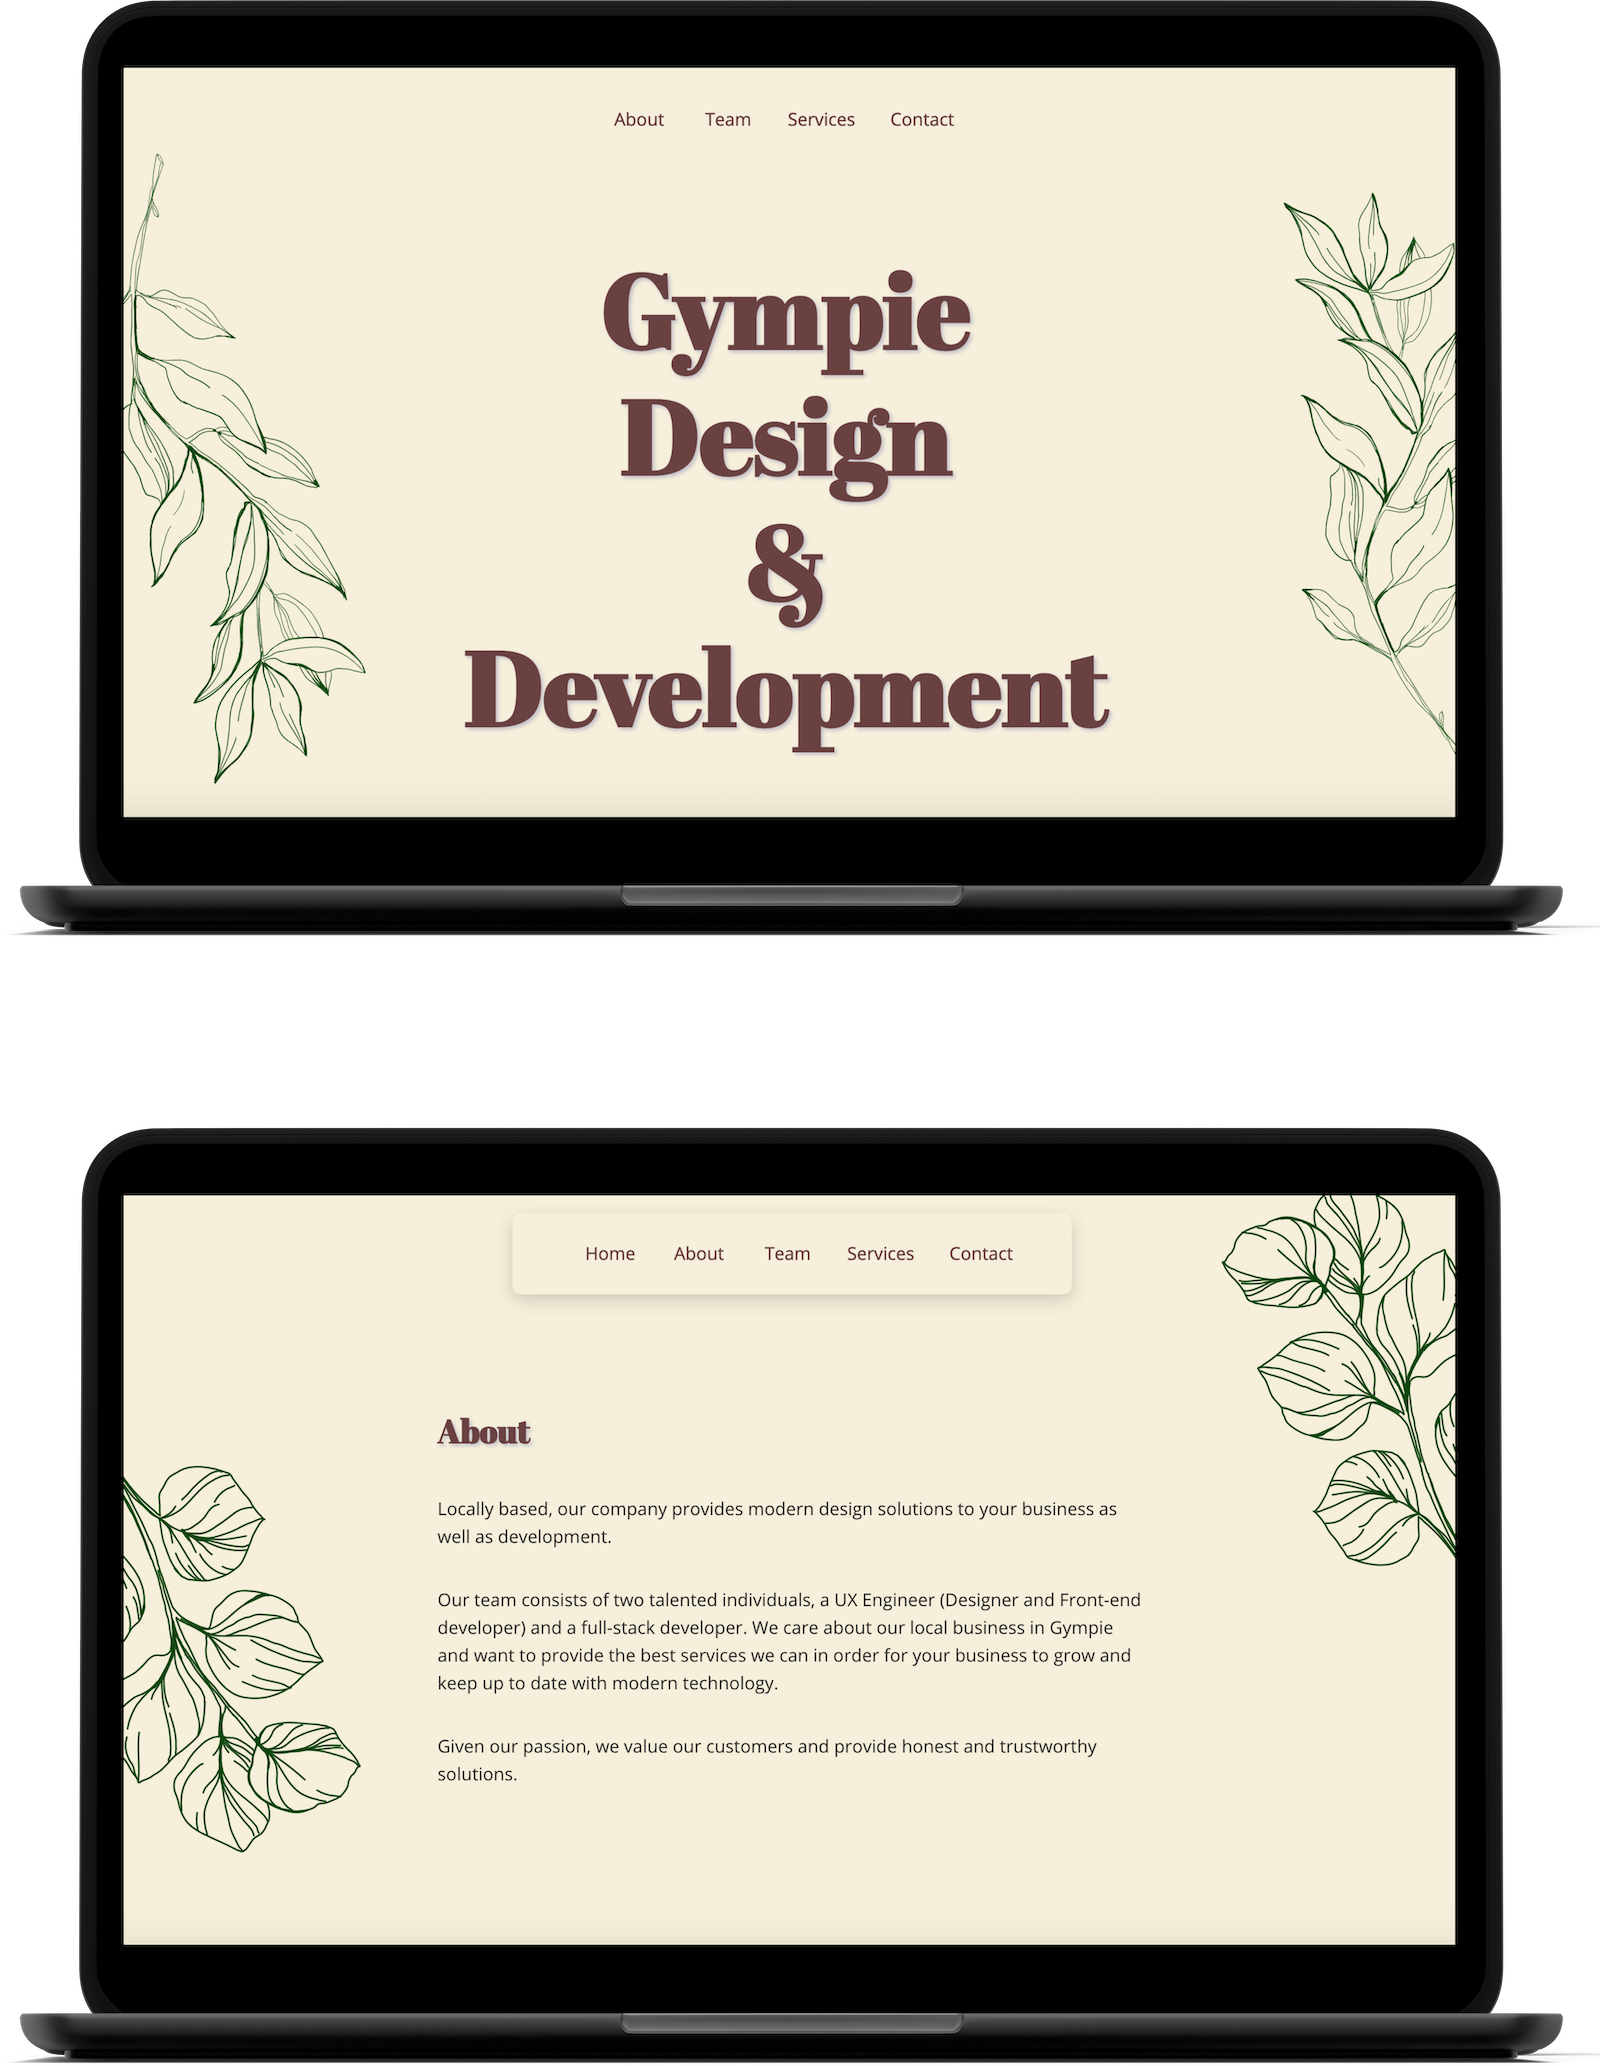 About Team Services Contact
Gympie
Design
&
Development
Home About Team Services Contact
About
Locally based, our company provides modern design solutions to your business as
well as development.
Our team consists of two talented individuals, a UX Engineer (Designer and Front-end
developer) and a full-stack developer. We care about our local business in Gympie
and want to provide the best services we can in order for your business to grow and
keep up to date with modern technology.
Given our passion, we value our customers and provide honest and trustworthy
solutions.